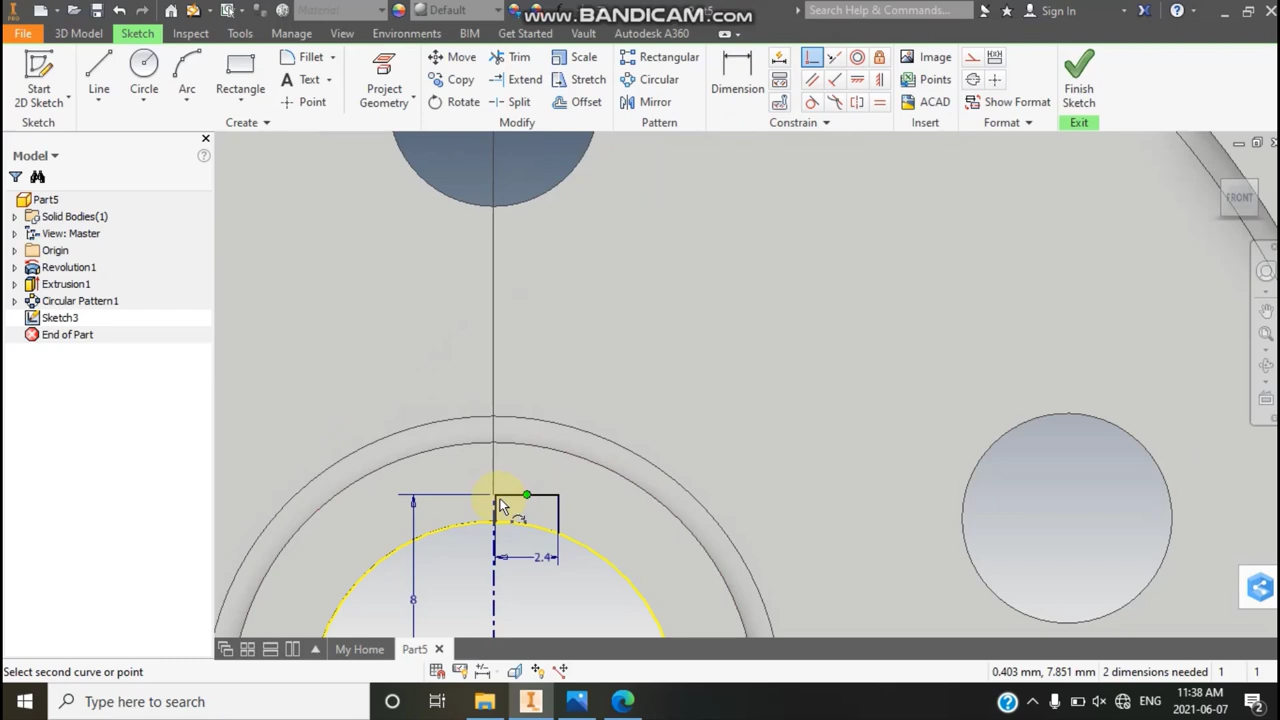 PRO
Material
Default
www.BANDICAM.com
Search Help & Commands...
Sign In
File
3D Model
Sketch
Inspect
Tools
Manage
View
Environments
BIM
Get Started
Vault
Autodesk A360
Start
2D Sketch
Sketch
Line
Circle
Arc
Rectangle
Fillet
Text
Point
Create
Project
Geometry
Move
Copy
Rotate
Trim
Extend
Split
Scale
Stretch
Offset
Modify
Rectangular
Circular
Mirror
Pattern
Dimension
Constrain
Image
Points
ACAD
Insert
Show Format
Format
Finish
Sketch
Exit
Model
Part5
Solid Bodies(1)
View: Master
Origin
Revolution1
Extrusion1
Circular Pattern1
Sketch3
End of Part
FRONT
2.4
8
My Home
Part5
Select second curve or point
0.403 mm, 7.851 mm
2 dimensions needed
1
1
Type here to search
ENG
11:38 AM
2021-06-07
2